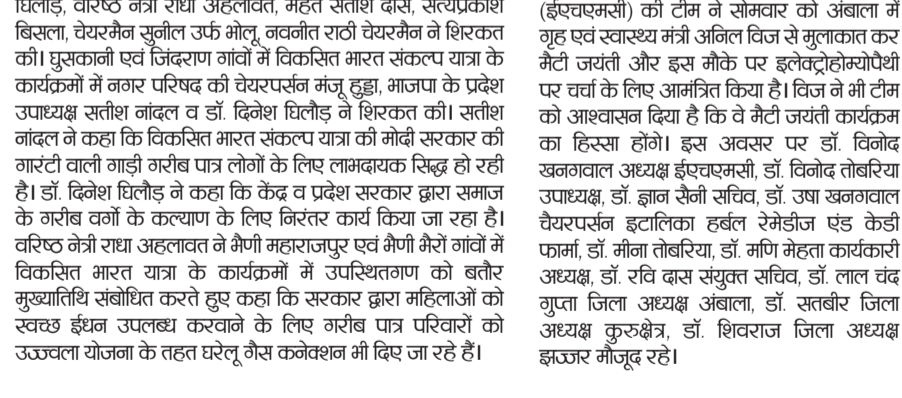 घिलौड़, वरिष्ठ नेत्री राधा अहलावत, महंत सतीश दास, सत्यप्रकाश
बिसला, चेयरमैन सुनील उर्फ भोलू, नवनीत राठी चेयरमैन ने शिरकत
की। घुसकानी एवं जिंदराण गांवों में विकसित भारत संकल्प यात्रा के
कार्यक्रमों में नगर परिषद की चेयरपर्सन मंजू हुड्डा, भाजपा के प्रदेश
उपाध्यक्ष सतीश नांदल व डॉ. दिनेश घिलौड़ ने शिरकत की। सतीश
नांदल ने कहा कि विकसित भारत संकल्प यात्रा की मोदी सरकार की
गारंटी वाली गाड़ी गरीब पात्र लोगों के लिए लाभदायक सिद्ध हो रही
है। डॉ. दिनेश घिलौड़ ने कहा कि केंद्र व प्रदेश सरकार द्वारा समाज
के गरीब वर्गो के कल्याण के लिए निरंतर कार्य किया जा रहा है।
वरिष्ठ नेत्री राधा अहलावत ने भैणी महाराजपुर एवं भैणी भैरों गांवों में
विकसित भारत यात्रा के कार्यक्रमों में उपस्थितगण को बतौर
मुख्यातिथि संबोधित करते हुए कहा कि सरकार द्वारा महिलाओं को
स्वच्छ ईधन उपलब्ध करवाने के लिए गरीब पात्र परिवारों को
उज्ज्वला योजना के तहत घरेलू गैस कनेक्शन भी दिए जा रहे हैं।
(ईएचएमसी) की टीम ने सोमवार को अंबाला में
गृह एवं स्वास्थ्य मंत्री अनिल विज से मुलाकात कर
मैटी जयंती और इस मौके पर इलेक्ट्रोहोम्योपैथी
पर चर्चा के लिए आमंत्रित किया है। विज ने भी टीम
को आश्वासन दिया है कि वे मैटी जयंती कार्यक्रम
का हिस्सा होंगे। इस अवसर पर डॉ. विनोद
खनगवाल अध्यक्ष ईएचएमसी, डॉ. विनोद तोबरिया
उपाध्यक्ष, डॉ. ज्ञान सैनी सचिव, डॉ. उषा खनगवाल
चैयरपर्सन इटालिका हर्बल रेमेडीज एंड केडी
फार्मा, डॉ. मीना तोबरिया, डॉ. मणि मेहता कार्यकारी
अध्यक्ष, डॉ. रवि दास संयुक्त सचिव, डॉ. लाल चंद
गुप्ता जिला अध्यक्ष अंबाला, डॉ. सतबीर जिला
अध्यक्ष कुरुक्षेत्र, डॉ. शिवराज जिला अध्यक्ष
झज्जर मौजूद रहे।